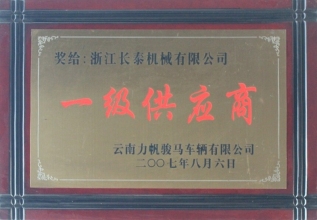 奖给:浙江长泰机械有限公司
一级供应商
云南力帆骏马车辆有限公司
二〇〇七年八月六日